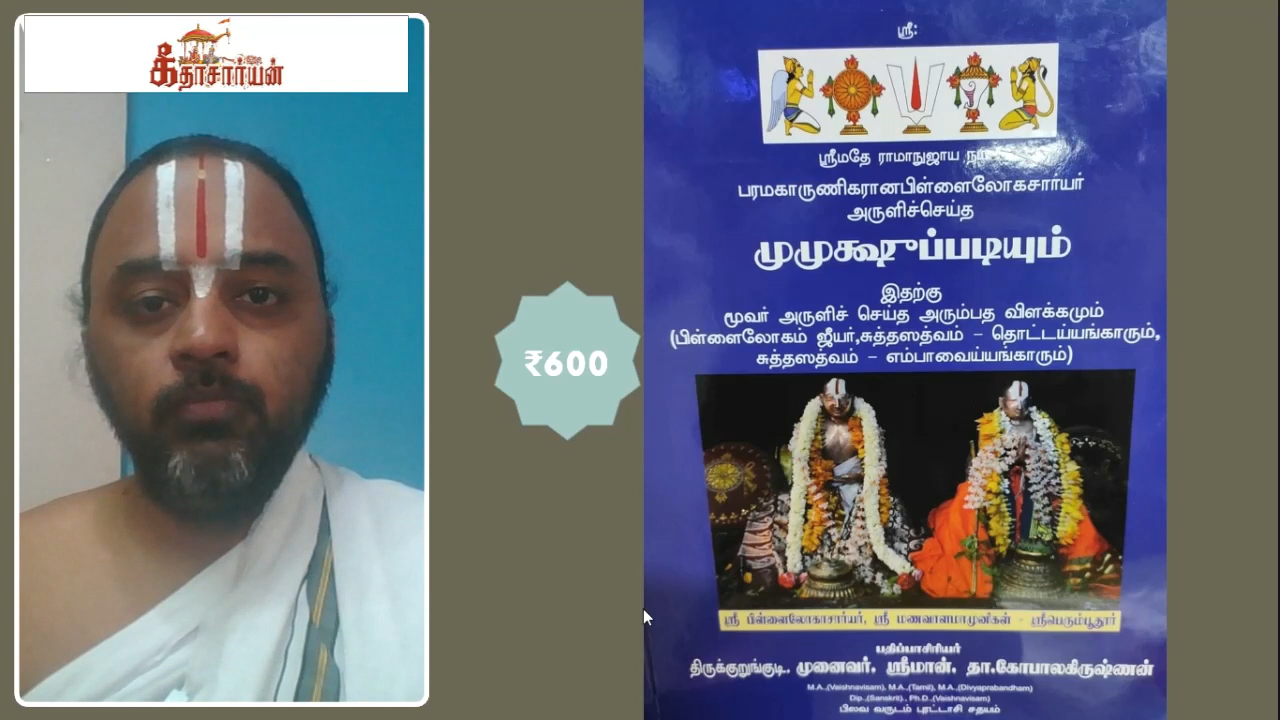 கீதாசார்யன்
₹600
ஸ்ரீ:
ஸ்ரீமதே ராமாநுஜாய
பரமகாருணிகரானபிள்ளைலோகசார்யர்
அருளிச்செய்த
முமுக்ஷுப்படியும்
இதற்கு
மூவர் அருளிச் செய்த அரும்பத விளக்கமும்
(பிள்ளைலோகம் ஜீயர்,சுத்தஸத்வம் - தொட்டய்யங்காரும்,
சுத்தஸத்வம் - எம்பாவைய்யங்காரும்)
ஸ்ரீ பிள்ளைலோகாசார்யர், ஸ்ரீ மணவாளமாமுனிகள் - ஸ்ரீபெரும்பூதூர்
பதிப்பாசிரியர்
திருக்குறுங்குடி, முனைவர். ஸ்ரீமான். தா.கோபாலகிருஷ்ணன்
M.A.,(Vaishnavisam), M.A.,(Tamil), M.A.,(Divyaprabandham)
Dip.,(Sanskrit)., Ph.D.,(Vaishnavisam)
பிலவ வருடம் புரட்டாசி சதயம்